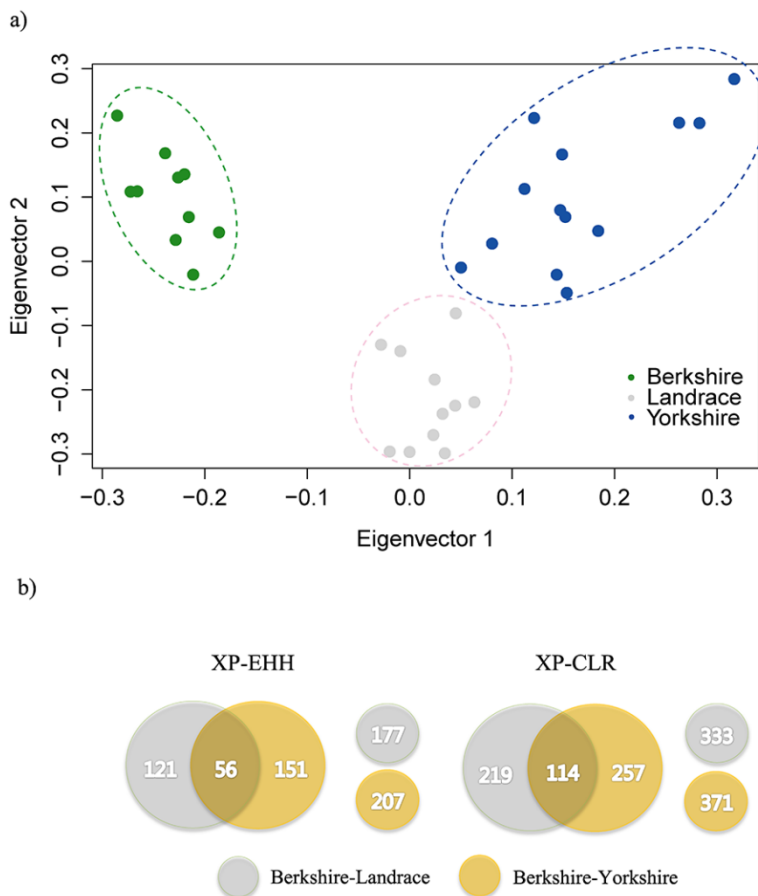 a)
0.3
0.2
0.1
0.0
−0.1
−0.2
−0.3
Eigenvector 2
Berkshire
Landrace
Yorkshire
−0.3 −0.2 −0.1 0.0 0.1 0.2 0.3
Eigenvector 1
b)
XP-EHH XP-CLR
121 56 151 177 207
219 114 257 333 371
Berkshire-Landrace Berkshire-Yorkshire